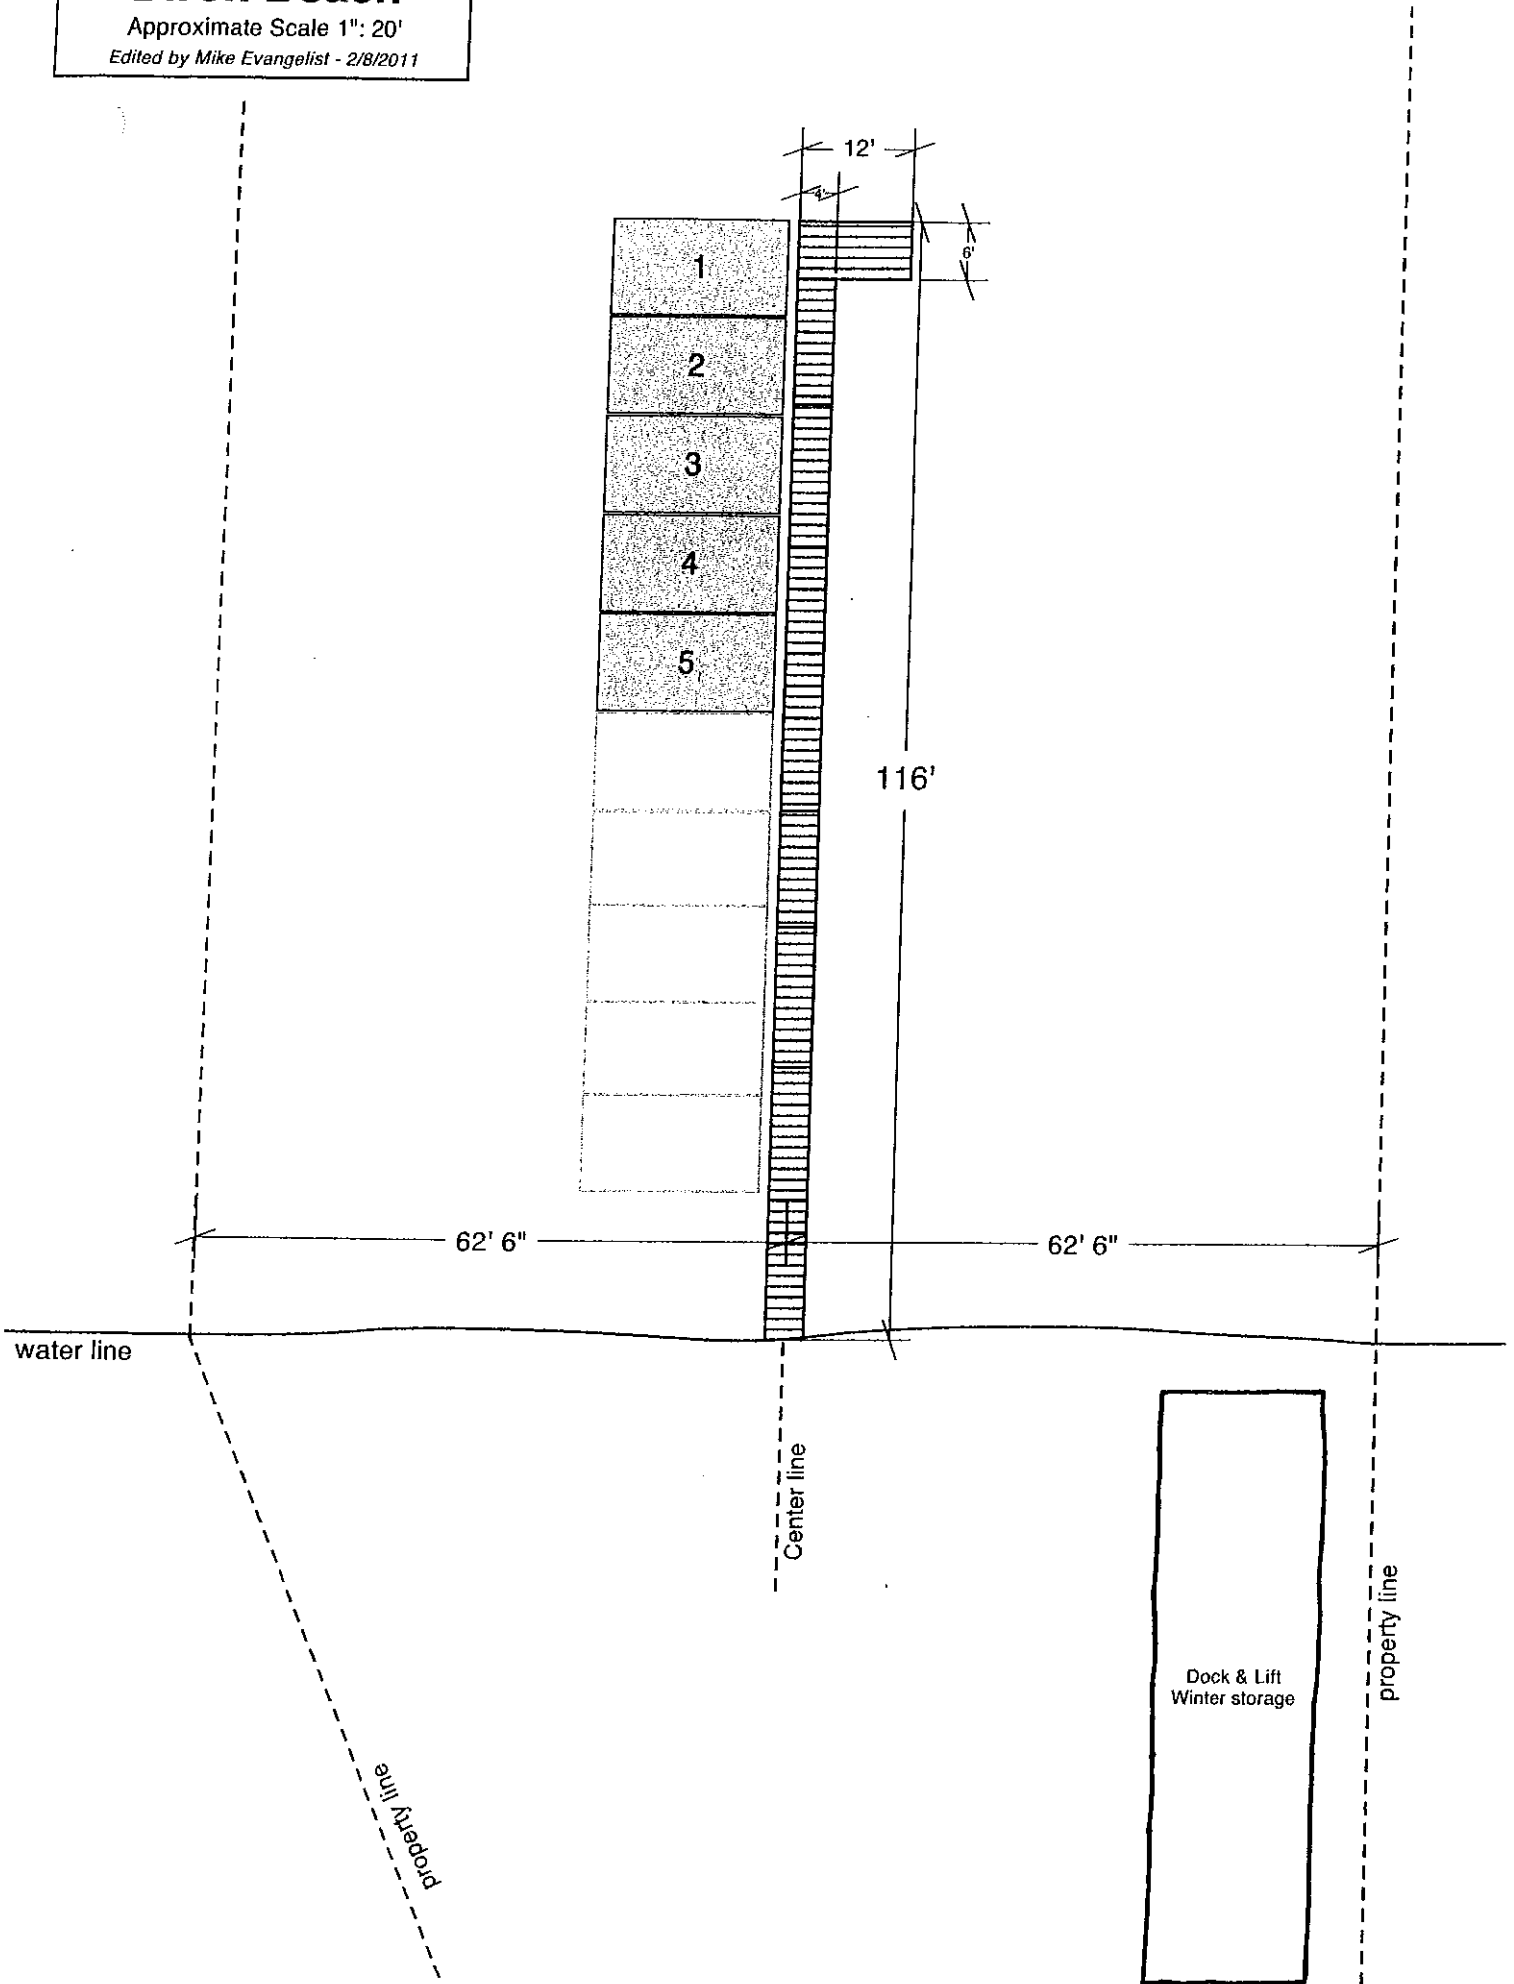 Approximate Scale 1": 20'
Edited by Mike Evangelist - 2/8/2011
12'
4'
6'
1
2
3
4
5
116'
62' 6"
62' 6"
water line
Center line
property line
Dock & Lift
Winter storage
property line